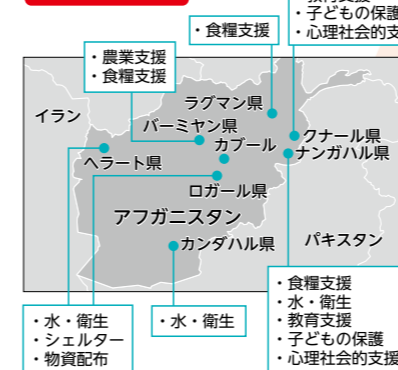 ・子どもの保護
・心理社会的支
・食糧支援
・農業支援
・食糧支援
イラン
ラグマン県
バーミヤン県
カブール
クナール県
ナンガハル県
ヘラート県
ロガール県
アフガニスタン
カンダハル県
パキスタン
・水・衛生
・シェルター
・物資配布
・水・衛生
・食糧支援
・水・衛生
・教育支援
・子どもの保護
・心理社会的支援